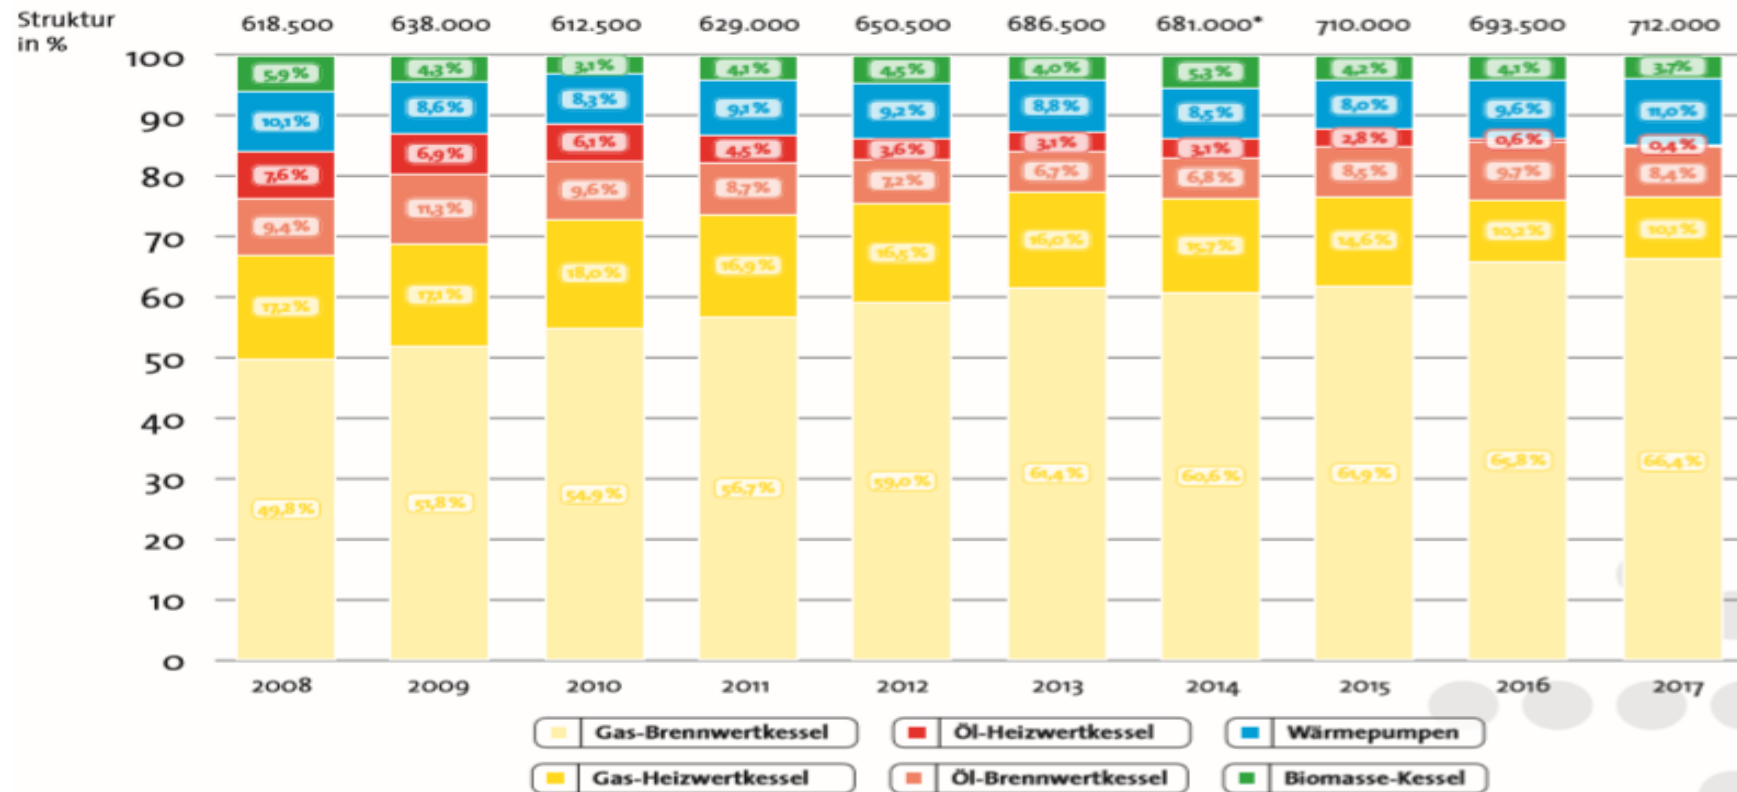 Struktur
in %
618.500 638.000 612.500 629.000 650.500 686.500 681.000* 710.000 693.500 712.000
100
90
80
70
60
50
40
30
20
10
0
5,9% 4,3% 3,1% 4,1% 4,5% 4,0% 5,3% 4,2% 4,1% 3,7%
10,1% 8,6% 8,3% 9,1% 9,2% 8,8% 8,5% 8,0% 9,6% 11,0%
7,6% 6,9% 6,1% 4,5% 3,6% 3,1% 3,1% 2,8% 0,6% 0,4%
9,4% 11,3% 9,6% 8,7% 7,2% 6,7% 6,8% 8,5% 9,7% 8,4%
17,2% 17,1% 18,0% 16,9% 16,5% 16,0% 15,7% 14,6% 10,2% 10,1%
49,8% 51,8% 54,9% 56,7% 59,0% 61,4% 60,6% 61,9% 65,8% 66,4%
2008 2009 2010 2011 2012 2013 2014 2015 2016 2017
Gas-Brennwertkessel Öl-Heizwertkessel Wärmepumpen
Gas-Heizwertkessel Öl-Brennwertkessel Biomasse-Kessel